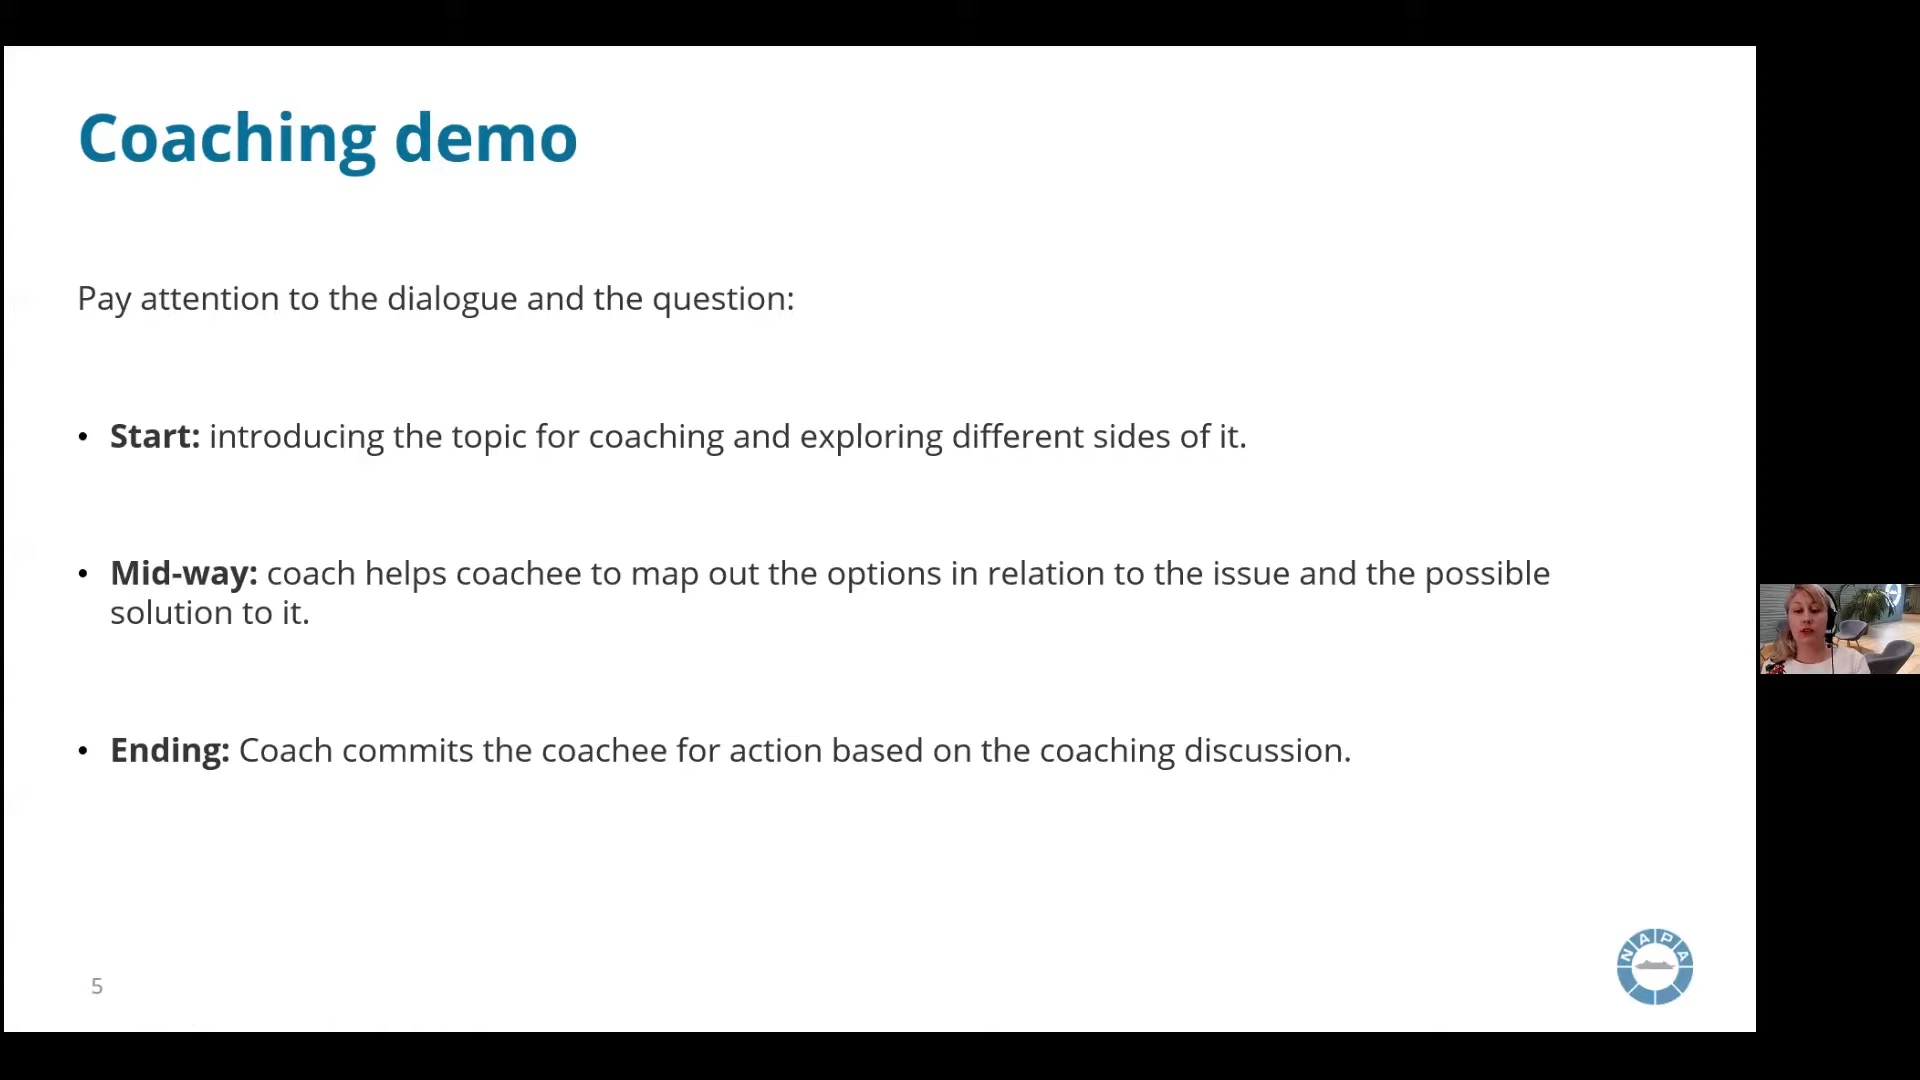 Coaching demo
Pay attention to the dialogue and the question:
• Start: introducing the topic for coaching and exploring different sides of it.
• Mid-way: coach helps coachee to map out the options in relation to the issue and the possible
solution to it.
• Ending: Coach commits the coachee for action based on the coaching discussion.
5
NAPA